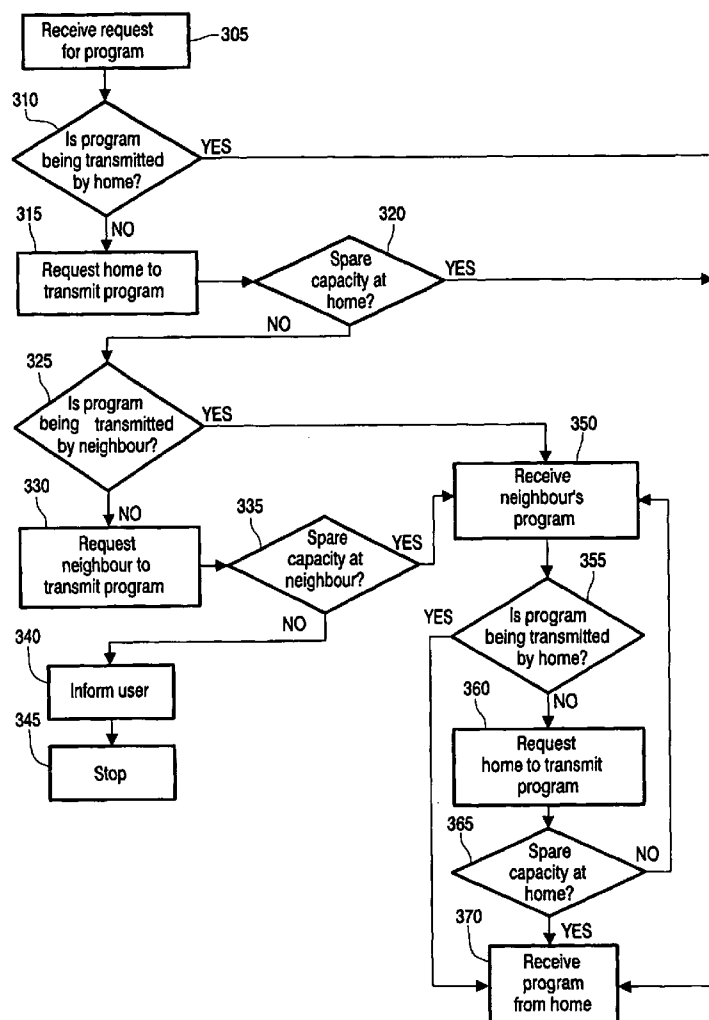 Receive request
for program
305
310
Is program
being transmitted
by home?
YES
NO
315
Request home to
transmit program
320
Spare
capacity at
home?
YES
NO
325
Is program
being transmitted
by neighbour?
YES
NO
330
Request
neighbour to
transmit program
335
Spare
capacity at
neighbour?
YES
NO
340
Inform user
345
Stop
350
Receive
neighbour's
program
355
Is program
being transmitted
by home?
YES
NO
360
Request
home to transmit
program
365
Spare
capacity at
home?
NO
YES
370
Receive
program
from home